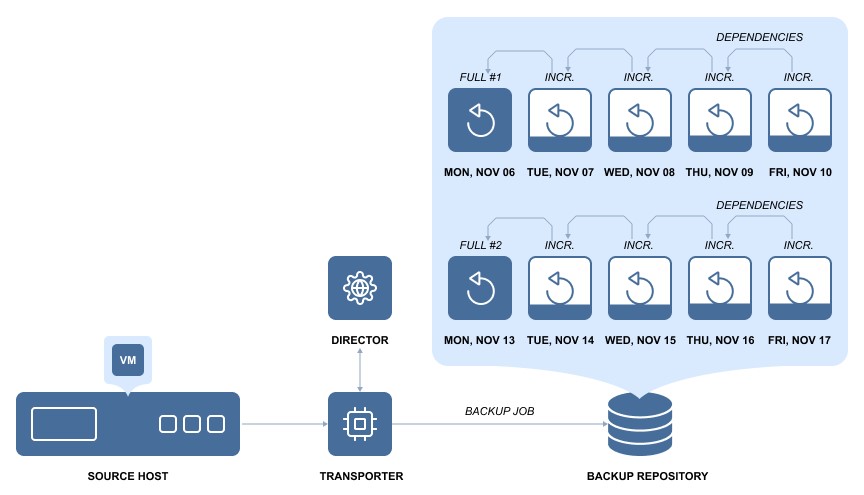 DEPENDENCIES
FULL #1 INCR. INCR. INCR. INCR.
MON, NOV 06 TUE, NOV 07 WED, NOV 08 THU, NOV 09 FRI, NOV 10
DEPENDENCIES
FULL #2 INCR. INCR. INCR. INCR.
MON, NOV 13 TUE, NOV 14 WED, NOV 15 THU, NOV 16 FRI, NOV 17
DIRECTOR
VM
BACKUP JOB
SOURCE HOST
TRANSPORTER
BACKUP REPOSITORY